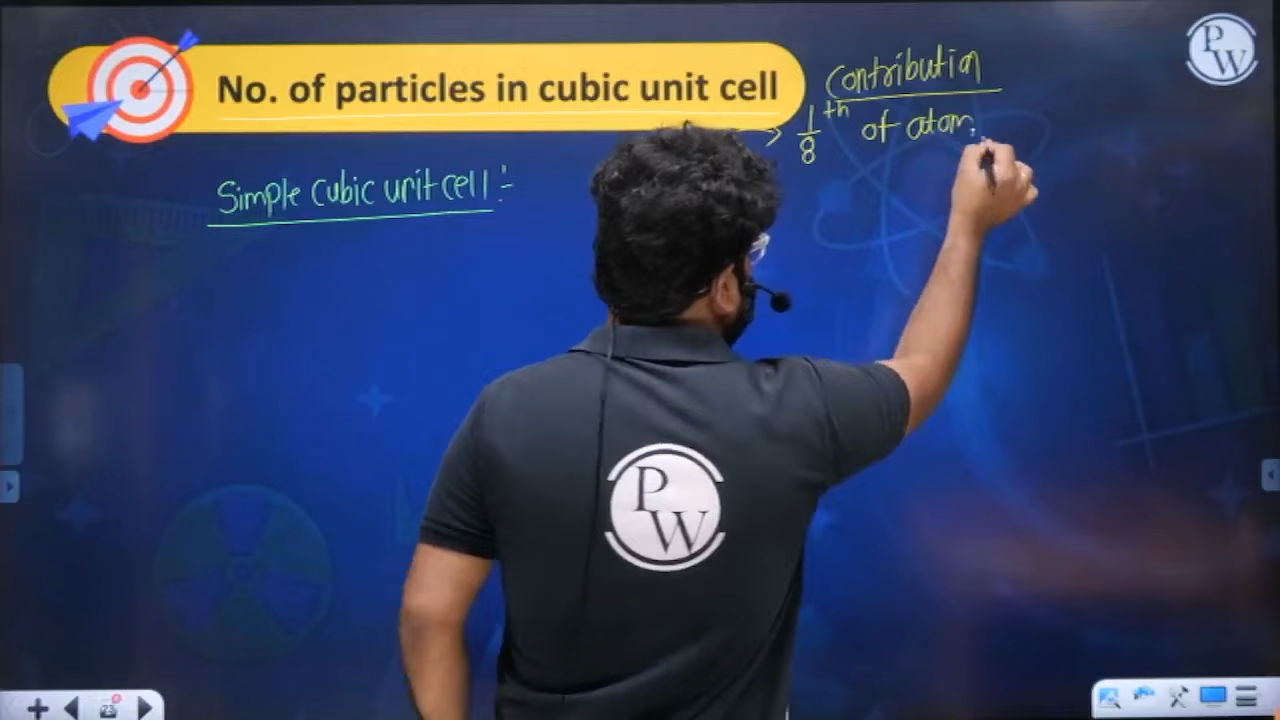 No. of particles in cubic unit cell
Contribution
→ 1/8 th of atom.
Simple cubic unit cell :-
PW
PW
23